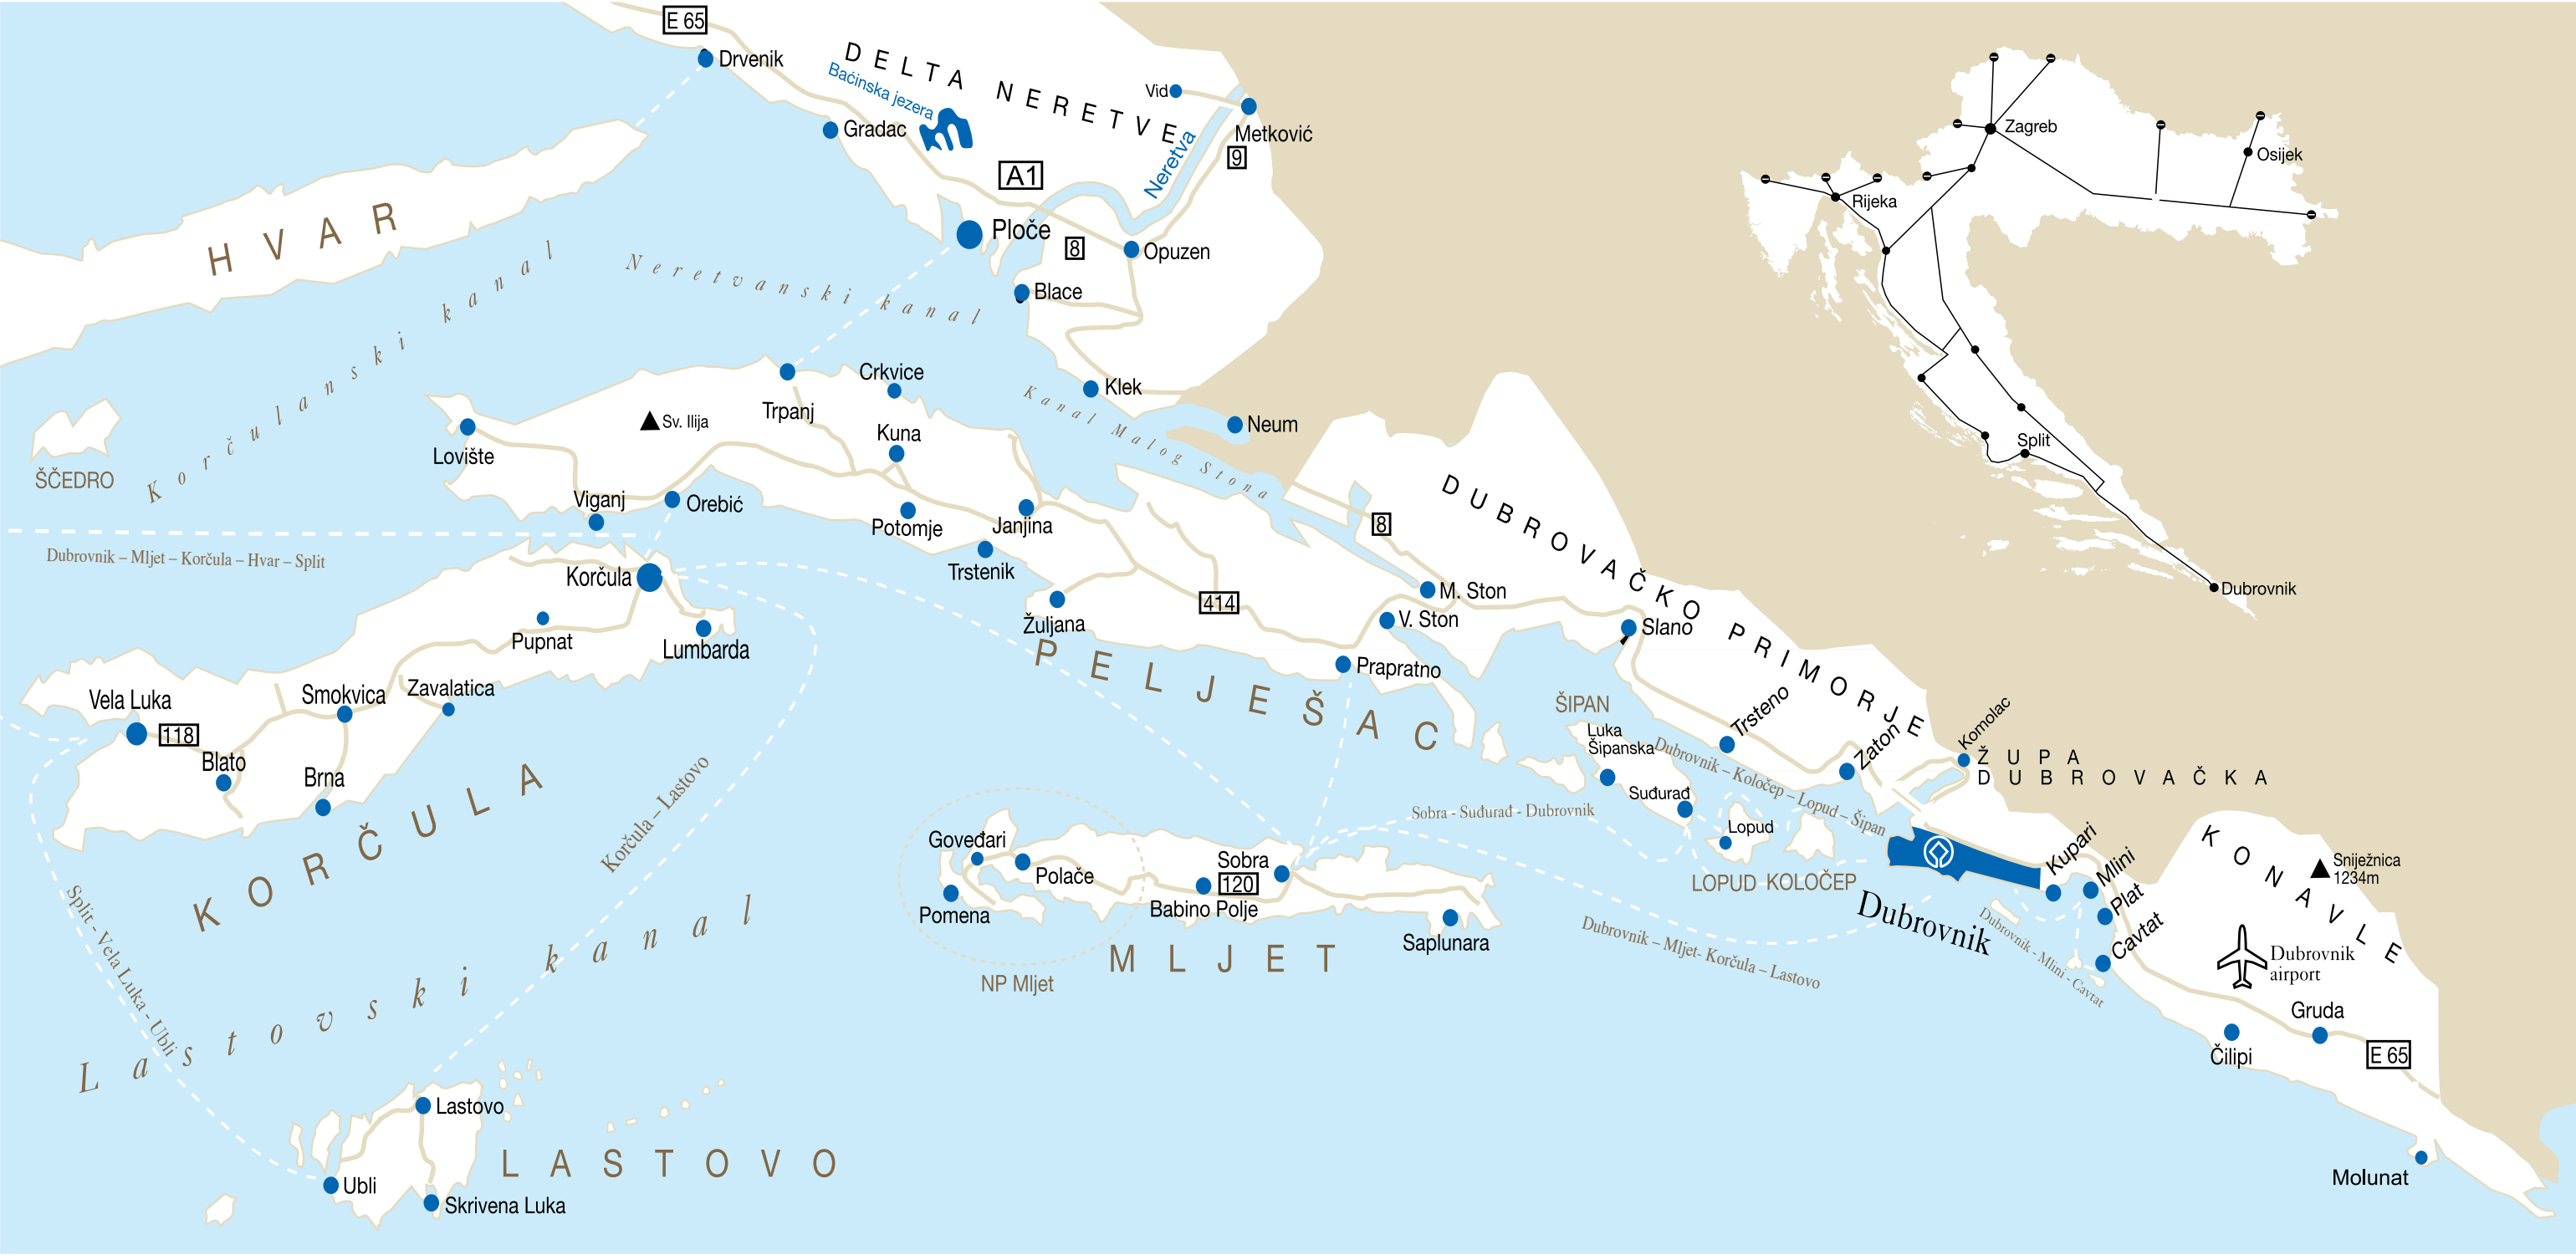 E 65
Drvenik
DELTA NERETVE
Baćinska jezera
Gradac
Vid
Metković
9
Neretva
A1
Ploče
8
Opuzen
Blace
HVAR
Korčulanski kanal
Neretvanski kanal
Zagreb
Osijek
Rijeka
Split
Dubrovnik
ŠČEDRO
Lovište
Sv. Ilija
Trpanj
Crkvice
Kuna
Klek
Neum
Kanal Malog Stona
Viganj
Orebić
Potomje
Janjina
Trstenik
Žuljana
414
8
M. Ston
V. Ston
Prapratno
PELJEŠAC
DUBROVAČKO PRIMORJE
Slano
Dubrovnik – Mljet – Korčula – Hvar – Split
Korčula
Pupnat
Lumbarda
Vela Luka
118
Smokvica
Zavalatica
Blato
Brna
KORČULA
Korčula – Lastovo
Split - Vela Luka - Ubli
Lastovski kanal
ŠIPAN
Luka
Šipanska
Suđurađ
Trsteno
Zaton
Komolac
ŽUPA
DUBROVAČKA
Dubrovnik – Koločep – Lopud – Šipan
Sobra - Suđurađ - Dubrovnik
Lopud
LOPUD
KOLOČEP
Goveđari
Polače
Pomena
Sobra
120
Babino Polje
Saplunara
MLJET
NP Mljet
Dubrovnik – Mljet- Korčula – Lastovo
Dubrovnik
Kupari
Mlini
Plat
Cavtat
Dubrovnik - Mlini - Cavtat
KONAVLE
Sniježnica
1234m
Dubrovnik
airport
Gruda
Čilipi
E 65
Molunat
Lastovo
LASTOVO
Ubli
Skrivena Luka